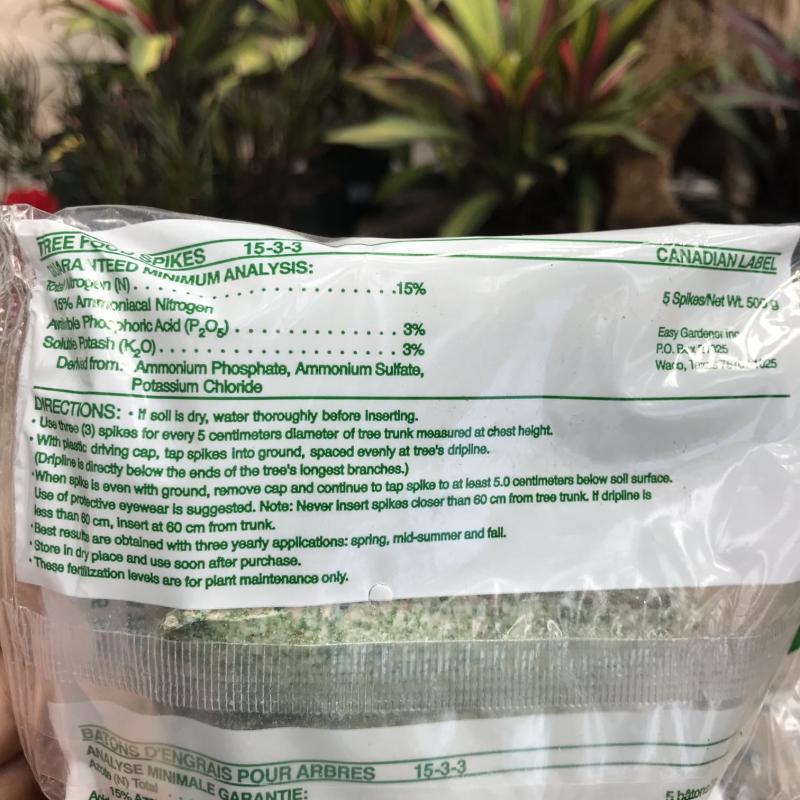 TREE FOOD SPIKES 15-3-3 CANADIAN LABEL
GUARANTEED MINIMUM ANALYSIS:
Total Nitrogen (N) . . . . . . . . . . . . . . . . . . 15%
15% Ammoniacal Nitrogen
5 Spikes/Net Wt. 500 g
Phosphoric Acid (P2O5) . . . . . . . . . . . . 3%
Easy Gardener Inc
Potash (K2O) . . . . . . . . . . . . . . . . . . 3%
P.O. Box
Waco,
Derived from: Ammonium Phosphate, Ammonium Sulfate,
Potassium Chloride
DIRECTIONS: • If soil is dry, water thoroughly before inserting.
• Use three (3) spikes for every 5 centimeters diameter of tree trunk measured at chest height.
• With plastic driving cap, tap spikes into ground, spaced evenly at tree's dripline.
(Dripline is directly below the ends of the tree's longest branches.)
• When spike is even with ground, remove cap and continue to tap spike to at least 5.0 centimeters below soil surface.
Use of protective eyewear is suggested. Note: Never insert spikes closer than 60 cm from tree trunk. If dripline is
less than 60 cm, insert at 60 cm from trunk.
• Best results are obtained with three yearly applications: spring, mid-summer and fall.
• Store in dry place and use soon after purchase.
• These fertilization levels are for plant maintenance only.
BATONS D'ENGRAIS POUR ARBRES 15-3-3
ANALYSE MINIMALE GARANTIE:
Azote (N) Total
15%
5 bâtons